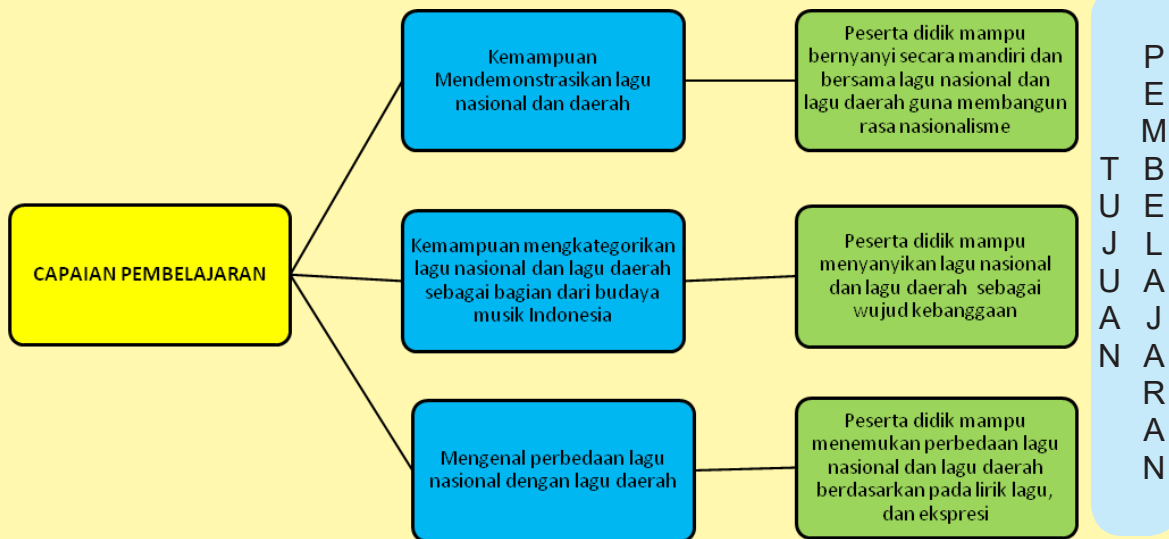 CAPAIAN PEMBELAJARAN
Kemampuan
Mendemonstrasikan lagu
nasional dan daerah
Peserta didik mampu
bernyanyi secara mandiri dan
bersama lagu nasional dan
lagu daerah guna membangun
rasa nasionalisme
Kemampuan mengkategorikan
lagu nasional dan lagu daerah
sebagai bagian dari budaya
musik Indonesia
Peserta didik mampu
menyanyikan lagu nasional
dan lagu daerah sebagai
wujud kebanggaan
Mengenal perbedaan lagu
nasional dengan lagu daerah
Peserta didik mampu
menemukan perbedaan lagu
nasional dan lagu daerah
berdasarkan pada lirik lagu,
dan ekspresi
TUJUAN
PEMBELAJARAN